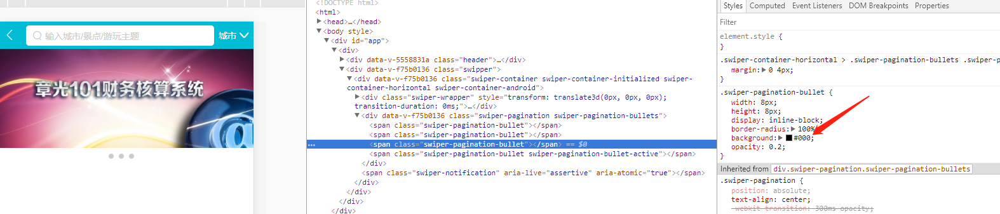 输入城市/景点/游玩主题
城市
章光101财务核算系统
<!DOCTYPE html>
<html>
<head>…</head>
<body style>
<div id="app">
<div>
<div data-v-5558831a class="header">…</div>
<div data-v-f75b0136 class="swipper">
<div data-v-f75b0136 class="swiper-container swiper-container-initialized swiper-
container-horizontal swiper-container-android">
<div class="swiper-wrapper" style="transform: translate3d(0px, 0px, 0px);
transition-duration: 0ms;">…</div>
<div data-v-f75b0136 class="swiper-pagination swiper-pagination-bullets">
<span class="swiper-pagination-bullet"></span>
<span class="swiper-pagination-bullet"></span>
… <span class="swiper-pagination-bullet"></span> == $0
<span class="swiper-pagination-bullet swiper-pagination-bullet-active"></span>
</div>
<span class="swiper-notification" aria-live="assertive" aria-atomic="true"></span>
</div>
</div>
</div>
</div>
Styles Computed Event Listeners DOM Breakpoints Properties
Filter
element.style {
}
.swiper-container-horizontal > .swiper-pagination-bullets .swiper-p
margin: 0 4px;
}
.swiper-pagination-bullet {
width: 8px;
height: 8px;
display: inline-block;
border-radius: 100%
background: #000;
opacity: 0.2;
}
Inherited from div.swiper-pagination.swiper-pagination-bullets
.swiper-pagination {
position: absolute;
text-align: center;
-webkit-transition: 300ms opacity;